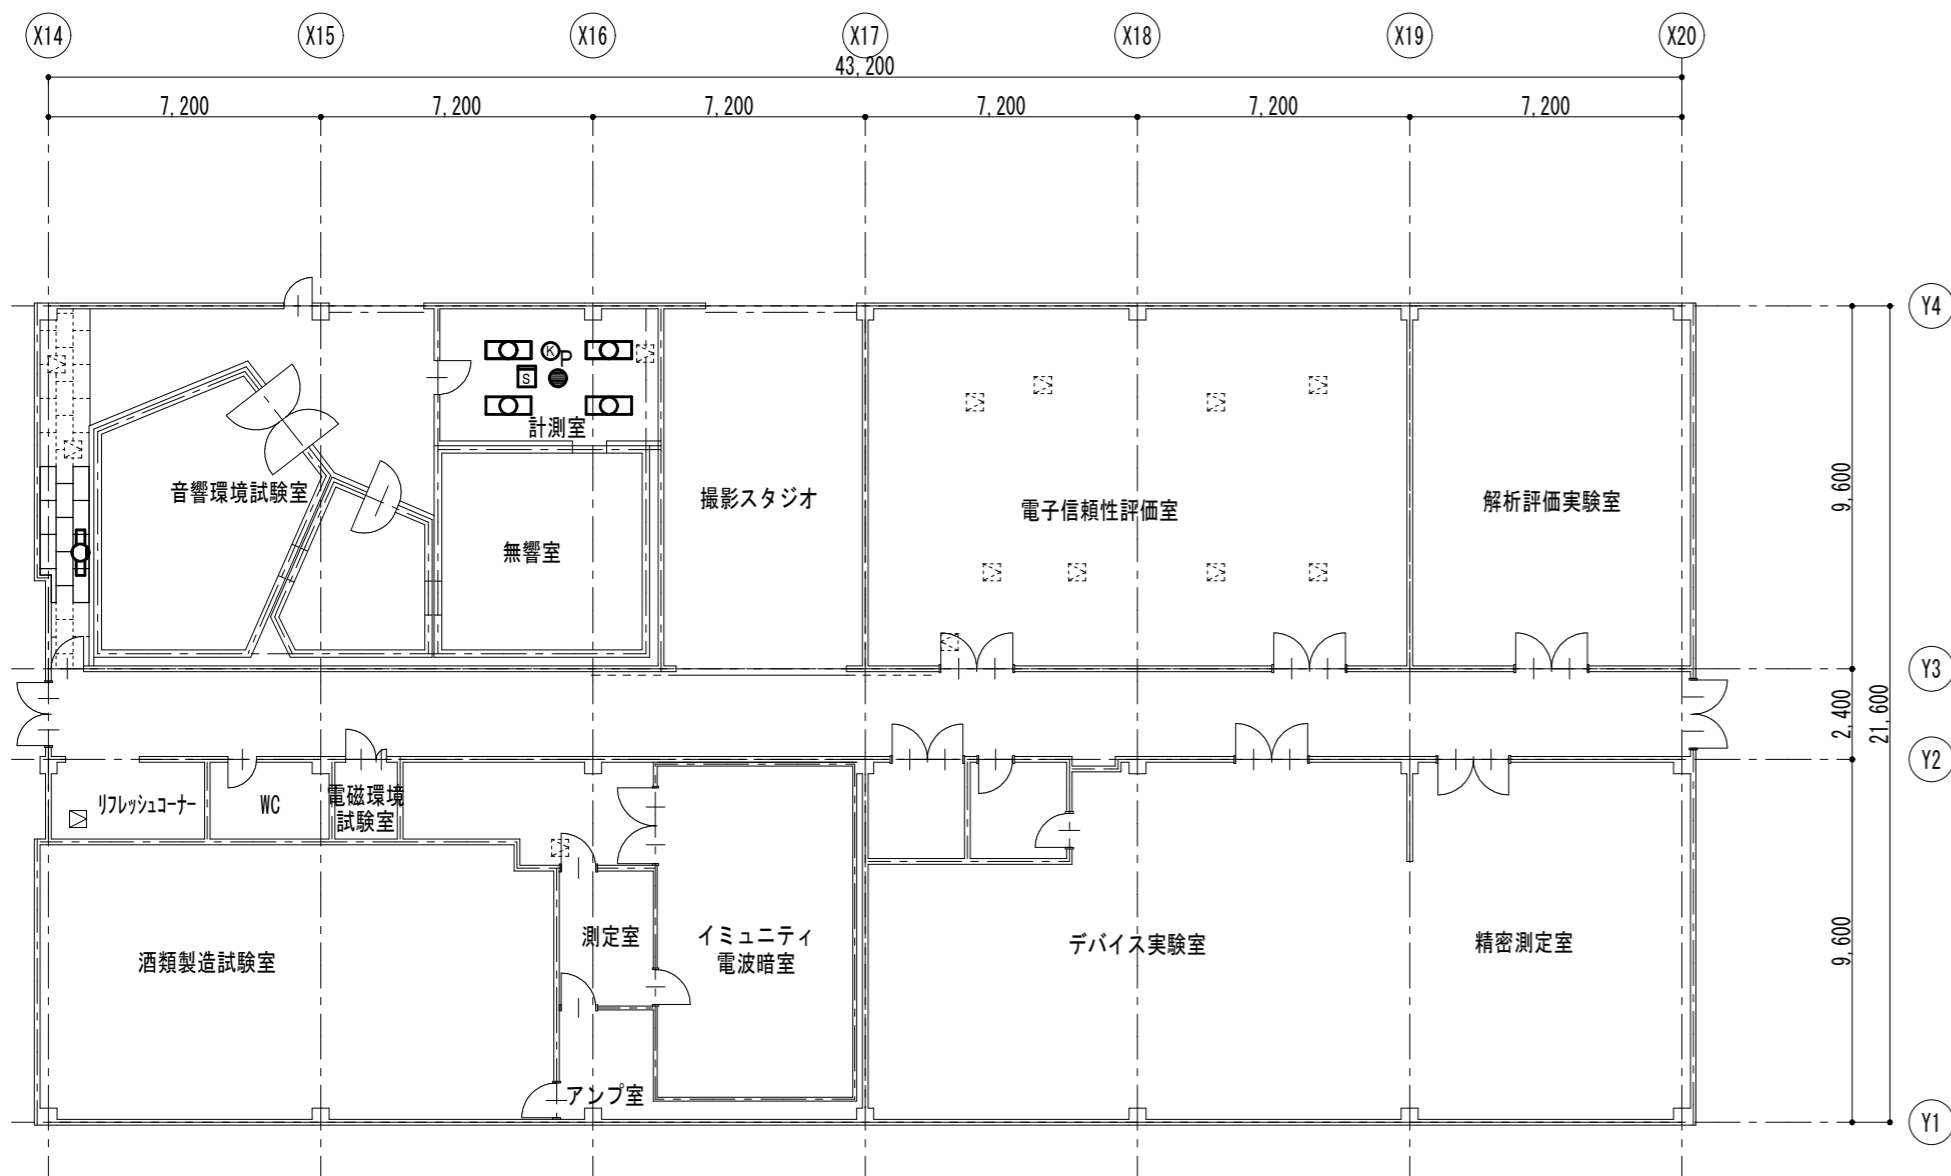 X14 X15 X16 X17 X18 X19 X20
43,200
7,200 7,200 7,200 7,200 7,200 7,200
Y4
K
P
S
計測室
音響環境試験室
撮影スタジオ
電子信頼性評価室
解析評価実験室
9,600
無響室
Y3
2,400
21,600
Y2
リフレッシュコーナー
WC
電磁環境
試験室
測定室
イミュニティ
電波暗室
デバイス実験室
精密測定室
9,600
酒類製造試験室
アンプ室
Y1